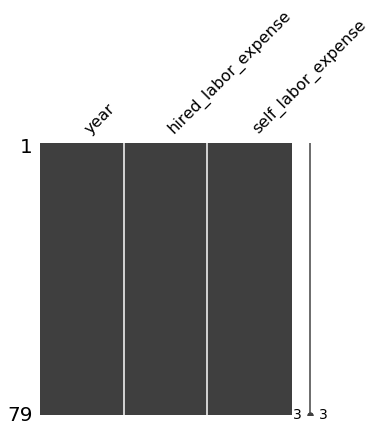 year
hired_labor_expense
self_labor_expense
1
79
3
3